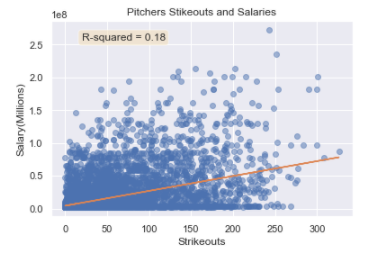 Pitchers Stikeouts and Salaries
1e8
R-squared = 0.18
2.5
2.0
1.5
1.0
0.5
0.0
Salary(Millions)
0 50 100 150 200 250 300
Strikeouts